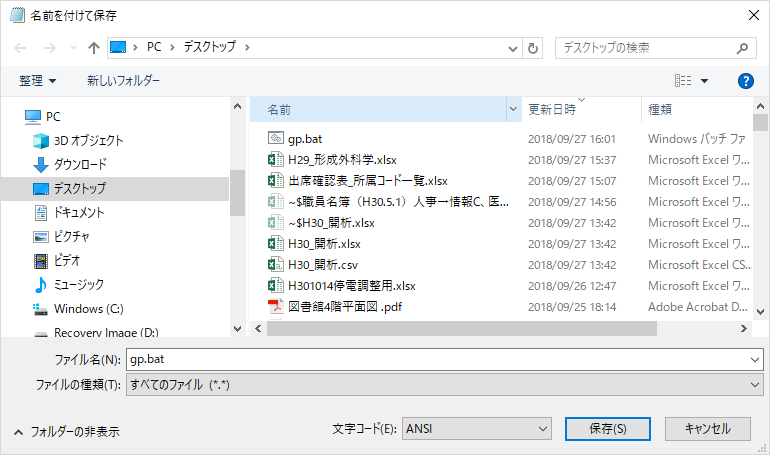 名前を付けて保存
PC > デスクトップ >
デスクトップの検索
整理
新しいフォルダー
PC
3D オブジェクト
ダウンロード
デスクトップ
ドキュメント
ピクチャ
ビデオ
ミュージック
Windows (C:)
Recovery Image (D:)
名前 更新日時 種類
gp.bat 2018/09/27 16:01 Windows バッチ ファ
H29_形成外科学.xlsx 2018/09/27 15:37 Microsoft Excel ワ...
出席確認表_所属コード一覧.xlsx 2018/09/27 15:07 Microsoft Excel ワ...
~$職員名簿（H30.5.1）人事→情報C、医... 2018/09/27 14:56 Microsoft Excel ワ...
~$H30_開析.xlsx 2018/09/27 13:42 Microsoft Excel ワ...
H30_開析.xlsx 2018/09/27 13:42 Microsoft Excel ワ...
H30_開析.csv 2018/09/27 13:42 Microsoft Excel CS...
H301014停電調整用.xlsx 2018/09/26 12:47 Microsoft Excel ワ...
図書館4階平面図 .pdf 2018/09/25 18:14 Adobe Acrobat D...
ファイル名(N): gp.bat
ファイルの種類(T): すべてのファイル (*.*)
フォルダーの非表示
文字コード(E): ANSI
保存(S)
キャンセル